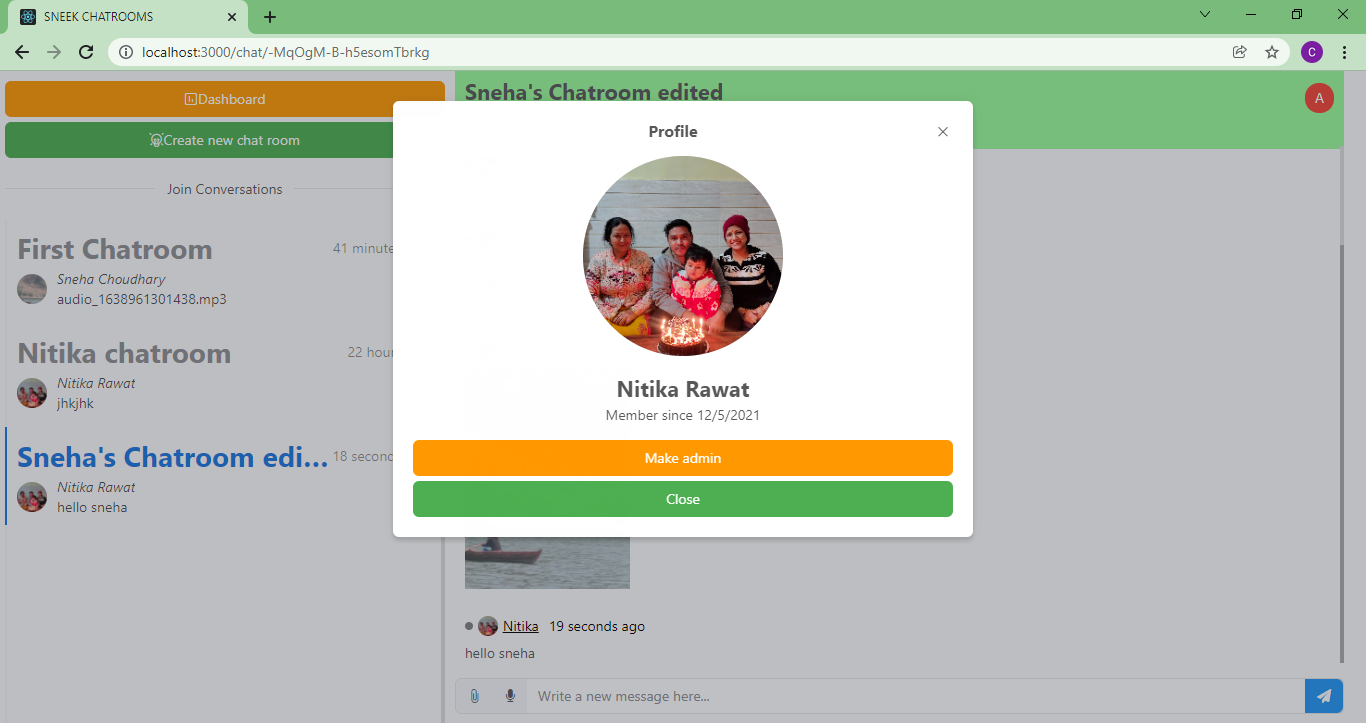 SNEEK CHATROOMS
localhost:3000/chat/-MqOgM-B-h5esomTbrkg
C
Dashboard
Create new chat room
Join Conversations
First Chatroom
Sneha Choudhary
audio_1638961301438.mp3
41 minute
Nitika chatroom
22 hour
Nitika Rawat
jhkjhk
Sneha's Chatroom edi...
18 second
Nitika Rawat
hello sneha
Sneha's Chatroom edited
A
Profile
Nitika Rawat
Member since 12/5/2021
Make admin
Close
Nitika 19 seconds ago
hello sneha
Write a new message here...